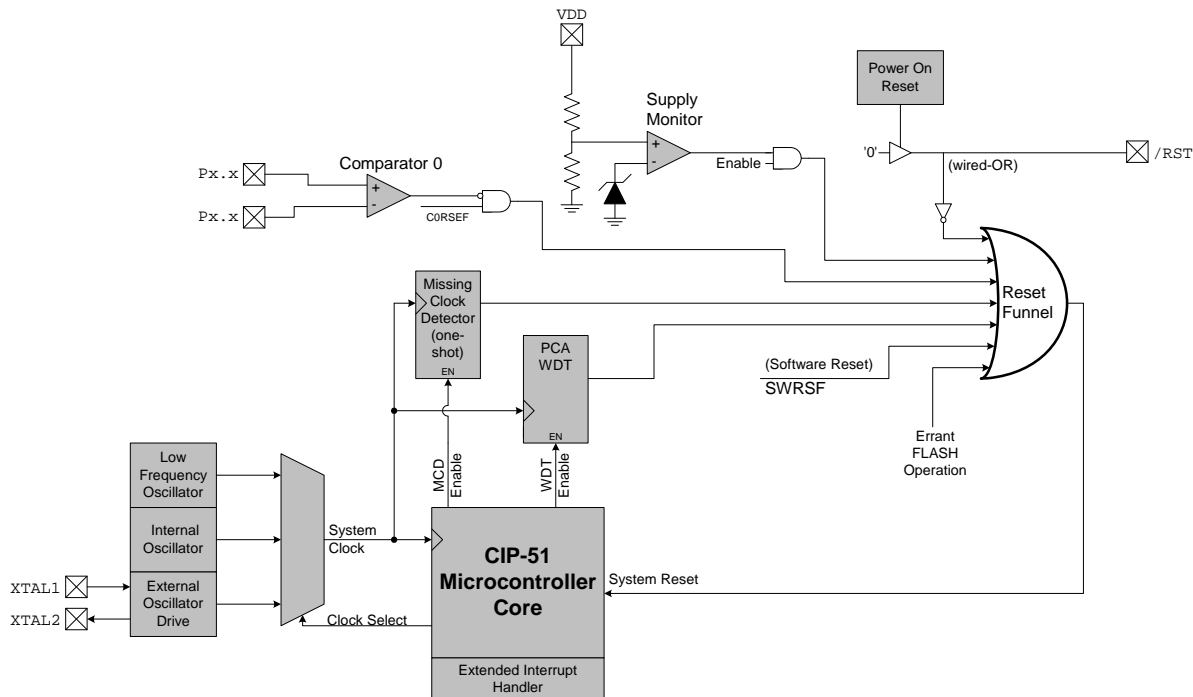 VDD
Power On
Reset
Supply
Monitor
+
-
Enable
'0'
(wired-OR)
/RST
Comparator 0
Px.x
Px.x
+
-
C0RSEF
Missing
Clock
Detector
(one-
shot)
EN
PCA
WDT
EN
Reset
Funnel
(Software Reset)
SWRSF
Errant
FLASH
Operation
MCD
Enable
WDT
Enable
Low
Frequency
Oscillator
Internal
Oscillator
External
Oscillator
Drive
XTAL1
XTAL2
System
Clock
Clock Select
CIP-51
Microcontroller
Core
System Reset
Extended Interrupt
Handler